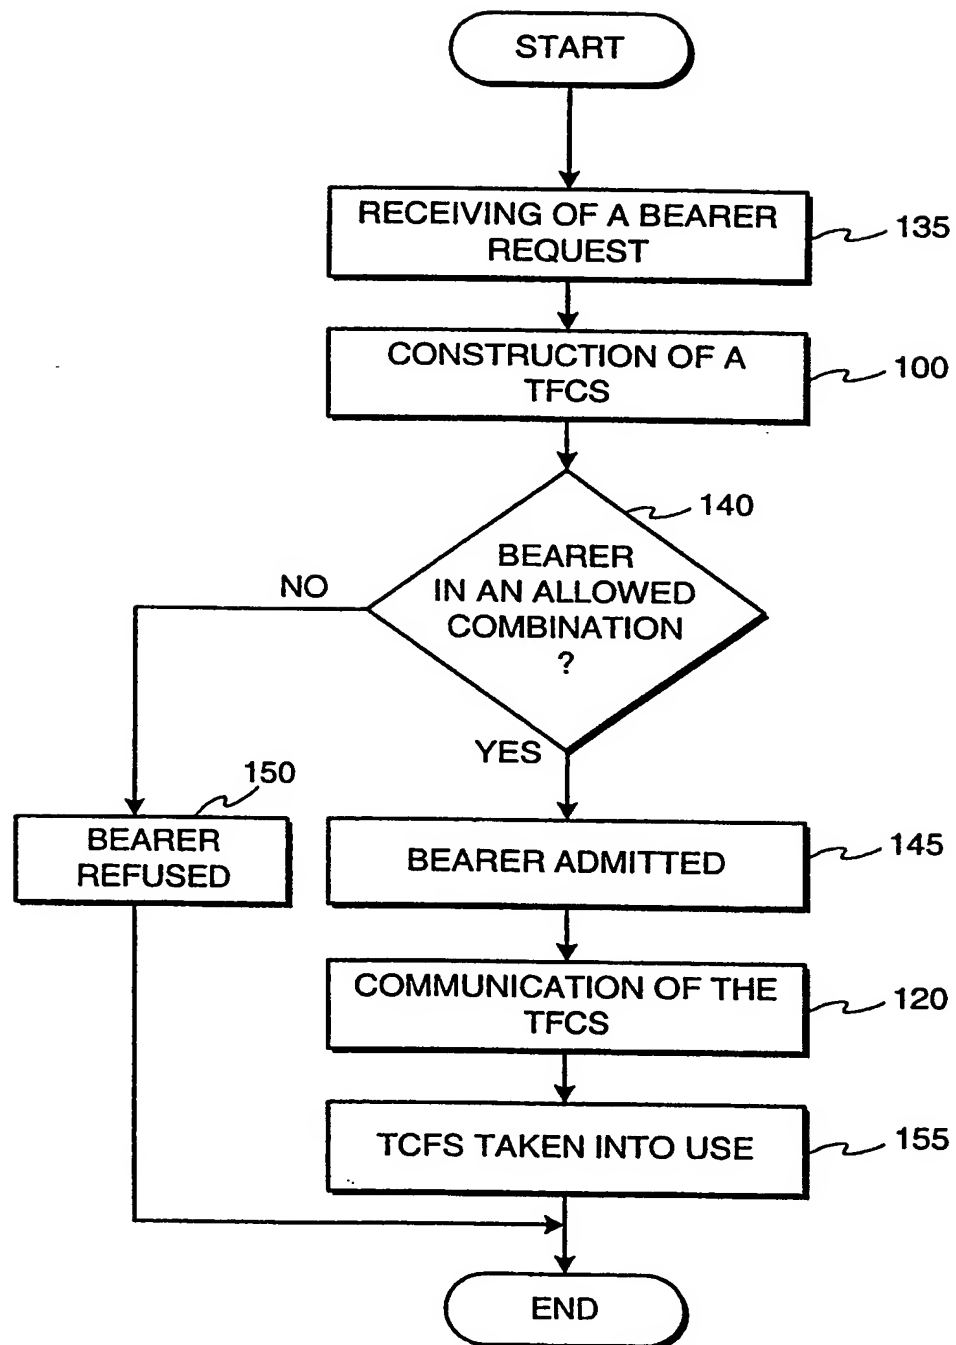 START
RECEIVING OF A BEARER
REQUEST
135
CONSTRUCTION OF A
TFCS
100
140
BEARER
IN AN ALLOWED
COMBINATION
?
NO
YES
150
BEARER
REFUSED
BEARER ADMITTED
145
COMMUNICATION OF THE
TFCS
120
TCFS TAKEN INTO USE
155
END